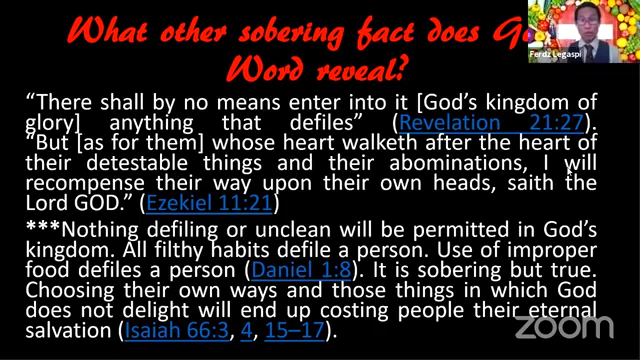 What other sobering fact does Go
Word reveal?
Ferdz Legaspi
“There shall by no means enter into it [God’s kingdom of
glory] anything that defiles” (Revelation 21:27).
“But [as for them] whose heart walketh after the heart of
their detestable things and their abominations, I will
recompense their way upon their own heads, saith the
Lord GOD.” (Ezekiel 11:21)
***Nothing defiling or unclean will be permitted in God’s
kingdom. All filthy habits defile a person. Use of improper
food defiles a person (Daniel 1:8). It is sobering but true.
Choosing their own ways and those things in which God
does not delight will end up costing people their eternal
salvation (Isaiah 66:3, 4, 15–17).
zoom